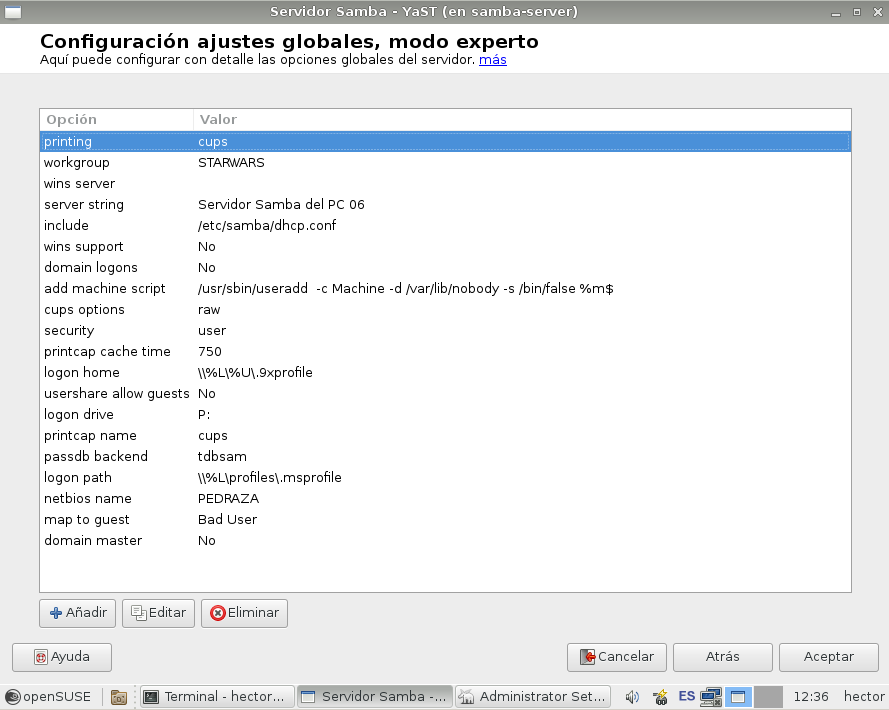 Servidor Samba - YaST (en samba-server)
Configuración ajustes globales, modo experto
Aquí puede configurar con detalle las opciones globales del servidor. más
Opción Valor
printing cups
workgroup STARWARS
wins server
server string Servidor Samba del PC 06
include /etc/samba/dhcp.conf
wins support No
domain logons No
add machine script /usr/sbin/useradd  -c Machine -d /var/lib/nobody -s /bin/false %m$
cups options raw
security user
printcap cache time 750
logon home \\%L\%U\.9xprofile
usershare allow guests No
logon drive P:
printcap name cups
passdb backend tdbsam
logon path \\%L\profiles\.msprofile
netbios name PEDRAZA
map to guest Bad User
domain master No
Añadir Editar Eliminar
Ayuda Cancelar Atrás Aceptar
openSUSE Terminal - hector... Servidor Samba -... Administrator Set... ES 12:36 hector